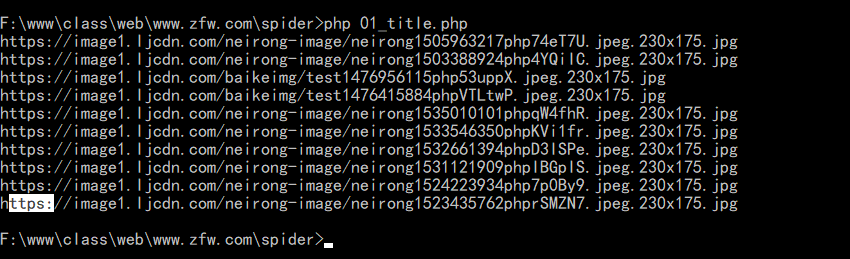 F:\www\class\web\www.zfw.com\spider>php 01_title.php
https://image1.ljcdn.com/neirong-image/neirong1505963217php74eT7U.jpeg.230x175.jpg
https://image1.ljcdn.com/neirong-image/neirong1503388924php4YQilC.jpeg.230x175.jpg
https://image1.ljcdn.com/baikeimg/test1476956115php53uppX.jpeg.230x175.jpg
https://image1.ljcdn.com/baikeimg/test1476415884phpVTLtwP.jpeg.230x175.jpg
https://image1.ljcdn.com/neirong-image/neirong1535010101phpqW4fhR.jpeg.230x175.jpg
https://image1.ljcdn.com/neirong-image/neirong1533546350phpKVi1fr.jpeg.230x175.jpg
https://image1.ljcdn.com/neirong-image/neirong1532661394phpD3lSPe.jpeg.230x175.jpg
https://image1.ljcdn.com/neirong-image/neirong1531121909phplBGplS.jpeg.230x175.jpg
https://image1.ljcdn.com/neirong-image/neirong1524223934php7pOBy9.jpeg.230x175.jpg
https://image1.ljcdn.com/neirong-image/neirong1523435762phprSMZN7.jpeg.230x175.jpg
F:\www\class\web\www.zfw.com\spider>